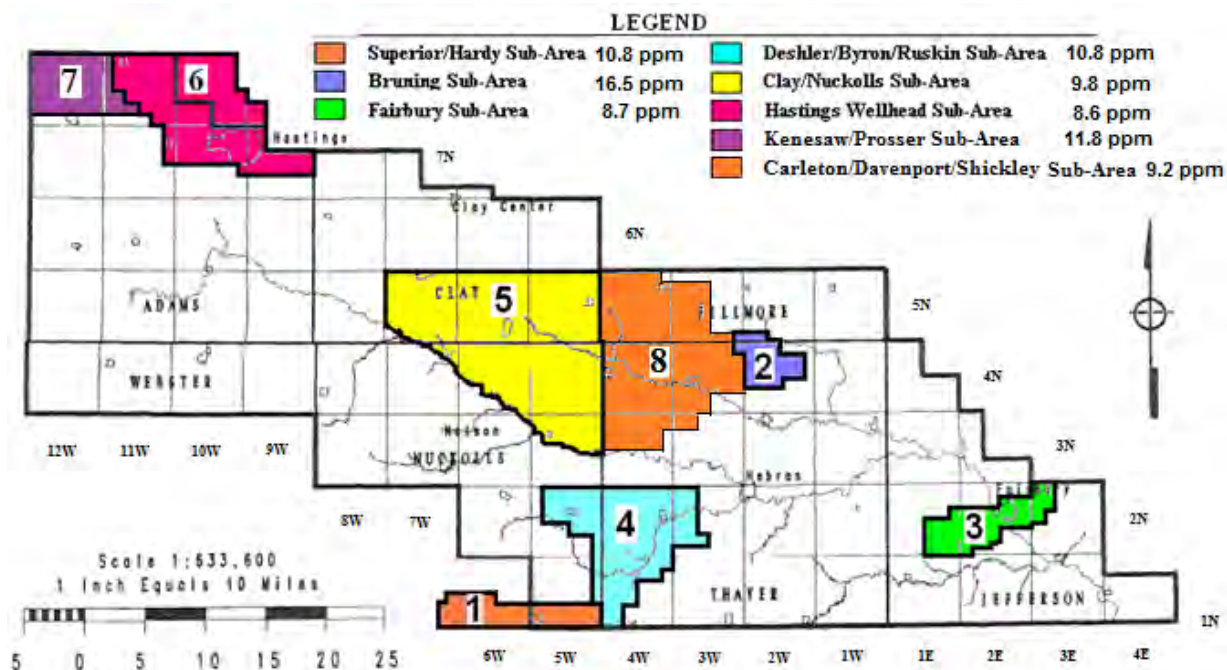 LEGEND
Superior/Hardy Sub-Area 10.8 ppm
Bruning Sub-Area 16.5 ppm
Fairbury Sub-Area 8.7 ppm
Deshler/Byron/Ruskin Sub-Area 10.8 ppm
Clay/Nuckolls Sub-Area 9.8 ppm
Hastings Wellhead Sub-Area 8.6 ppm
Kenesaw/Prosser Sub-Area 11.8 ppm
Carleton/Davenport/Shickley Sub-Area 9.2 ppm
7 6
Hastings
7N
Clay Center
6N
CLAY 5
ADAMS
FILLMORE
5N
8 2
WEBSTER
4N
Nelson
NUCKOLLS
12W 11W 10W 9W
3N
Hebron
8W 7W
4
3
2N
Scale 1:633,600
1 Inch Equals 10 Miles
1
THAYER
JEFFERSON
1N
5 0 5 10 15 20 25
6W 5W 4W 3W 2W 1W 1E 2E 3E 4E